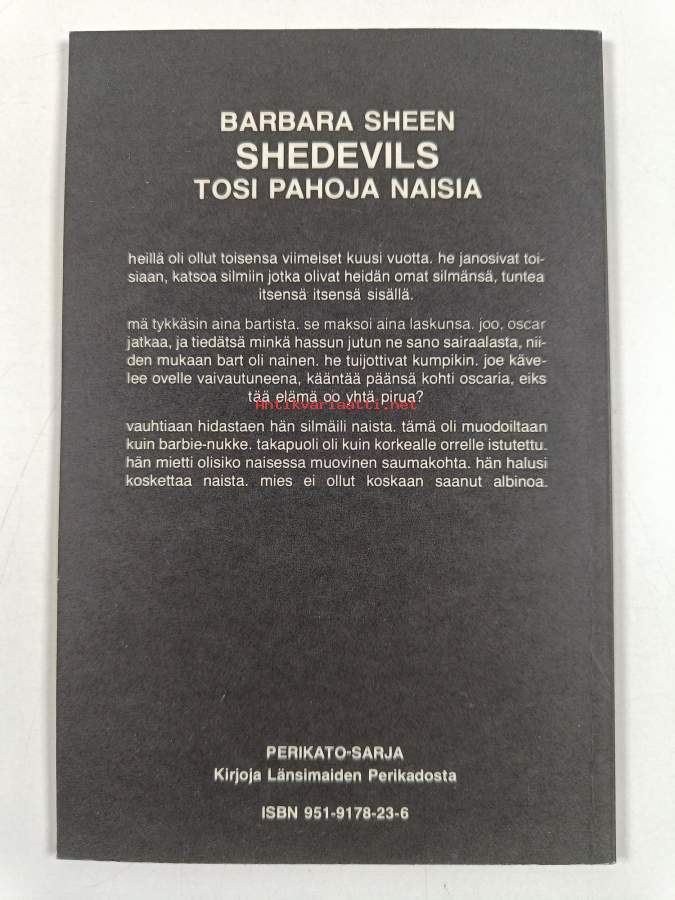 BARBARA SHEEN
SHEDEVILS
TOSI PAHOJA NAISIA
heillä oli ollut toisensa viimeiset kuusi vuotta. he janosivat toi-
siaan, katsoa silmiin jotka olivat heidän omat silmänsä, tuntea
itsensä itsensä sisällä.
mä tykkäsin aina bartista. se maksoi aina laskunsa. joo, oscar
jatkaa, ja tiedätsä minkä hassun jutun ne sano sairaalasta, nii-
den mukaan bart oli nainen. he tuijottivat kumpikin. joe käve-
lee ovelle vaivautuneena, kääntää päänsä kohti oscaria, eiks
tää elämä oo yhtä pirua?
Antikvariaatti.net
vauhtiaan hidastaen hän silmäili naista. tämä oli muodoiltaan
kuin barbie-nukke. takapuoli oli kuin korkealle orrelle istutettu.
hän mietti olisiko naisessa muovinen saumakohta. hän halusi
koskettaa naista. mies ei ollut koskaan saanut albinoa.
PERIKATO-SARJA
Kirjoja Länsimaiden Perikadosta
ISBN 951-9178-23-6